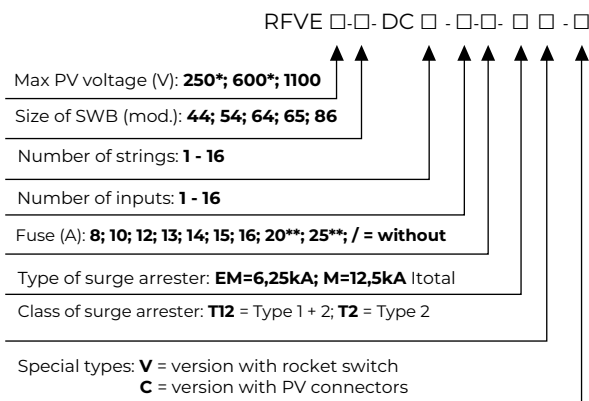 RFVE □-□- DC □ - □-□- □ □ - □
Max PV voltage (V): 250*; 600*; 1100
Size of SWB (mod.): 44; 54; 64; 65; 86
Number of strings: 1 - 16
Number of inputs: 1 - 16
Fuse (A): 8; 10; 12; 13; 14; 15; 16; 20**; 25**; / = without
Type of surge arrester: EM=6,25kA; M=12,5kA Itotal
Class of surge arrester: T12 = Type 1 + 2; T2 = Type 2
Special types: V = version with rocket switch
C = version with PV connectors